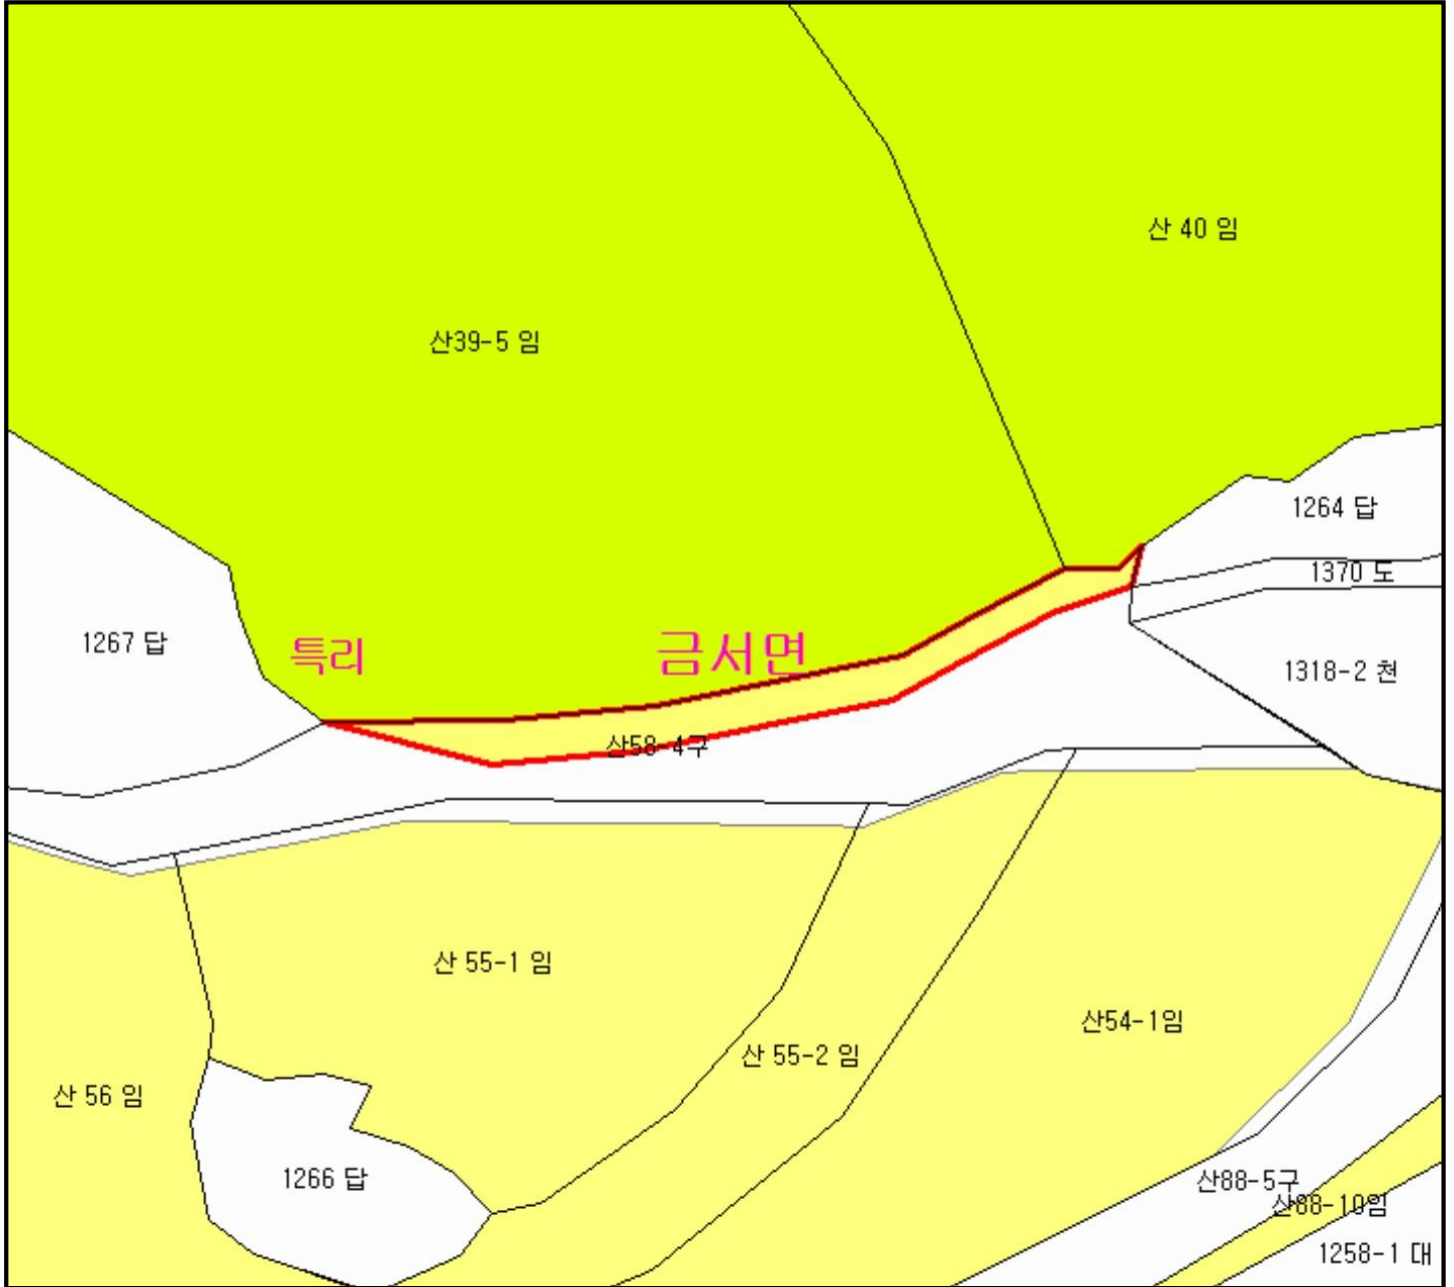 산 40 임
산39-5 임
1264 답
1370 도
1267 답
특리
금서면
1318-2 천
산58-4구
산 55-1 임
산54-1임
산 55-2 임
산 56 임
1266 답
산88-5구
산88-10임
1258-1 대